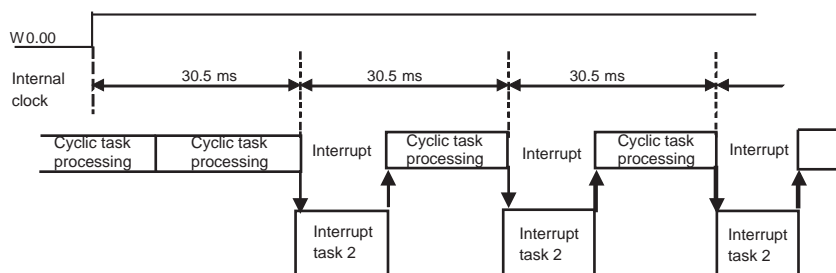 W0.00
Internal
clock
30.5 ms
30.5 ms
30.5 ms
Cyclic task
processing
Cyclic task
processing
Interrupt
Cyclic task
processing
Interrupt
Cyclic task
processing
Interrupt
Interrupt
task 2
Interrupt
task 2
Interrupt
task 2